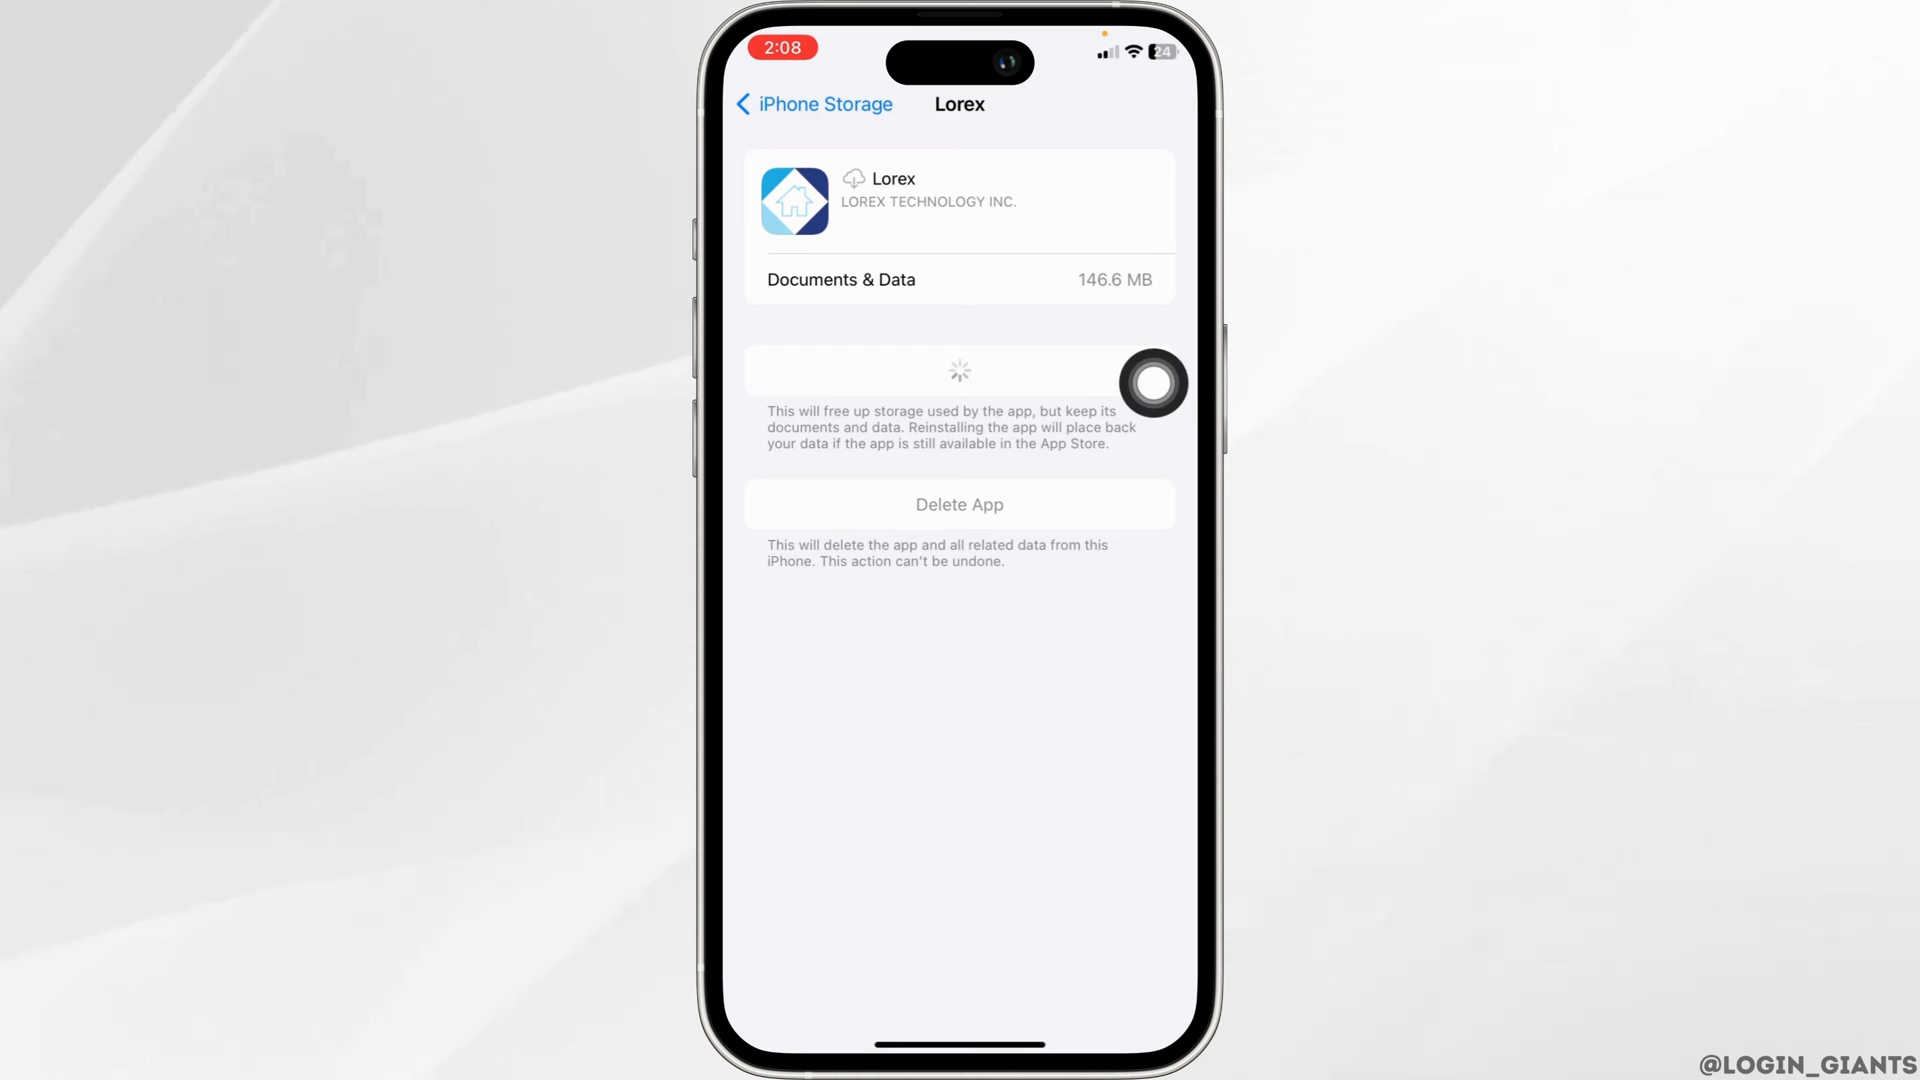 2:08
24
iPhone Storage
Lorex
Lorex
LOREX TECHNOLOGY INC.
Documents & Data
146.6 MB
This will free up storage used by the app, but keep its
documents and data. Reinstalling the app will place back
your data if the app is still available in the App Store.
Delete App
This will delete the app and all related data from this
iPhone. This action can't be undone.
@LOGIN_GIANTS